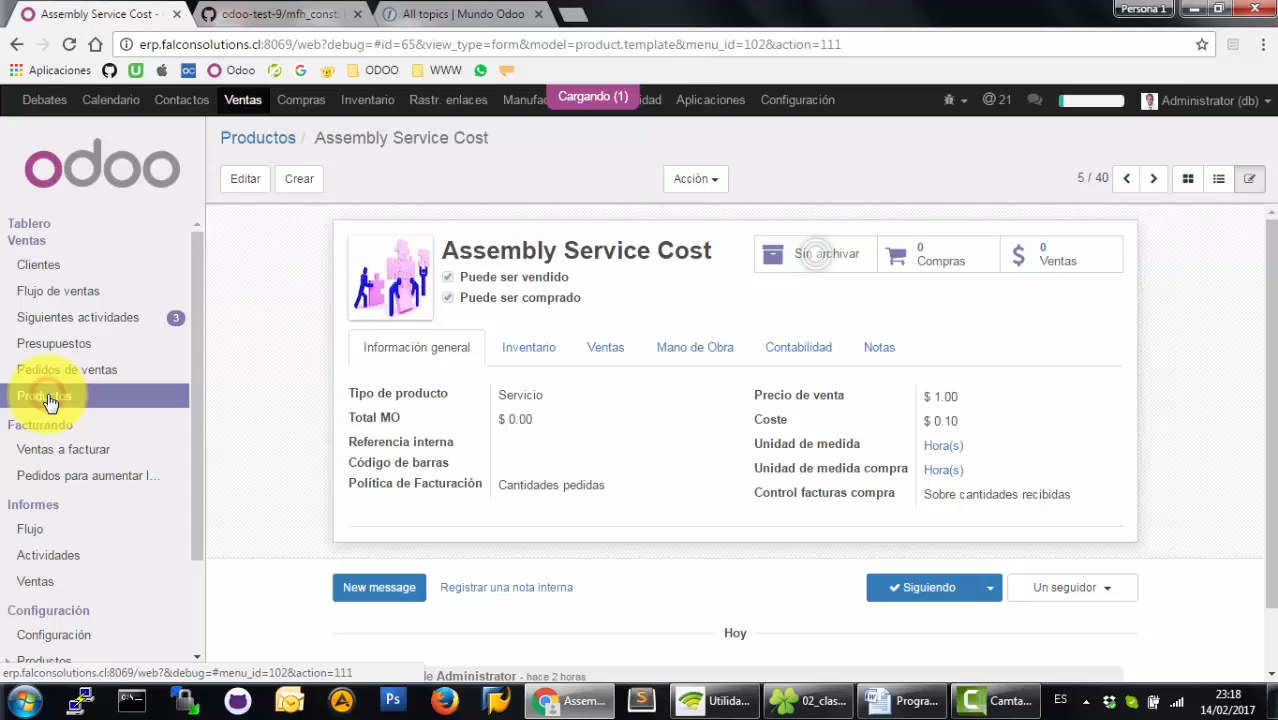 Assembly Service Cost -
odoo-test-9/mfh_const
All topics | Mundo Odoo
Persona 1
erp.falconsolutions.cl:8069/web?debug=#id=65&view_type=form&model=product.template&menu_id=102&action=111
Aplicaciones
Odoo
ODOO
WWW
Debates
Calendario
Contactos
Ventas
Compras
Inventario
Rastr. enlaces
Manufa
Cargando (1)
idad
Aplicaciones
Configuración
@ 21
Administrator (db)
odoo
Productos / Assembly Service Cost
Editar
Crear
Acción
5 / 40
Tablero
Ventas
Clientes
Flujo de ventas
Siguientes actividades 3
Presupuestos
Pedidos de ventas
Productos
Facturando
Ventas a facturar
Pedidos para aumentar l...
Informes
Flujo
Actividades
Ventas
Configuración
Configuración
Productos
Assembly Service Cost
Puede ser vendido
Puede ser comprado
Sin archivar
0
Compras
$
0
Ventas
Información general
Inventario
Ventas
Mano de Obra
Contabilidad
Notas
Tipo de producto Servicio
Total MO $ 0.00
Referencia interna
Código de barras
Política de Facturación Cantidades pedidas
Precio de venta $ 1.00
Coste $ 0.10
Unidad de medida Hora(s)
Unidad de medida compra Hora(s)
Control facturas compra Sobre cantidades recibidas
New message
Registrar una nota interna
Siguiendo
Un seguidor
Hoy
de Administrator - hace 2 horas
erp.falconsolutions.cl:8069/web?&debug=#menu_id=102&action=111
Ps
Assem...
Utilida...
02_clas...
Progra...
Camta...
ES
23:18
14/02/2017